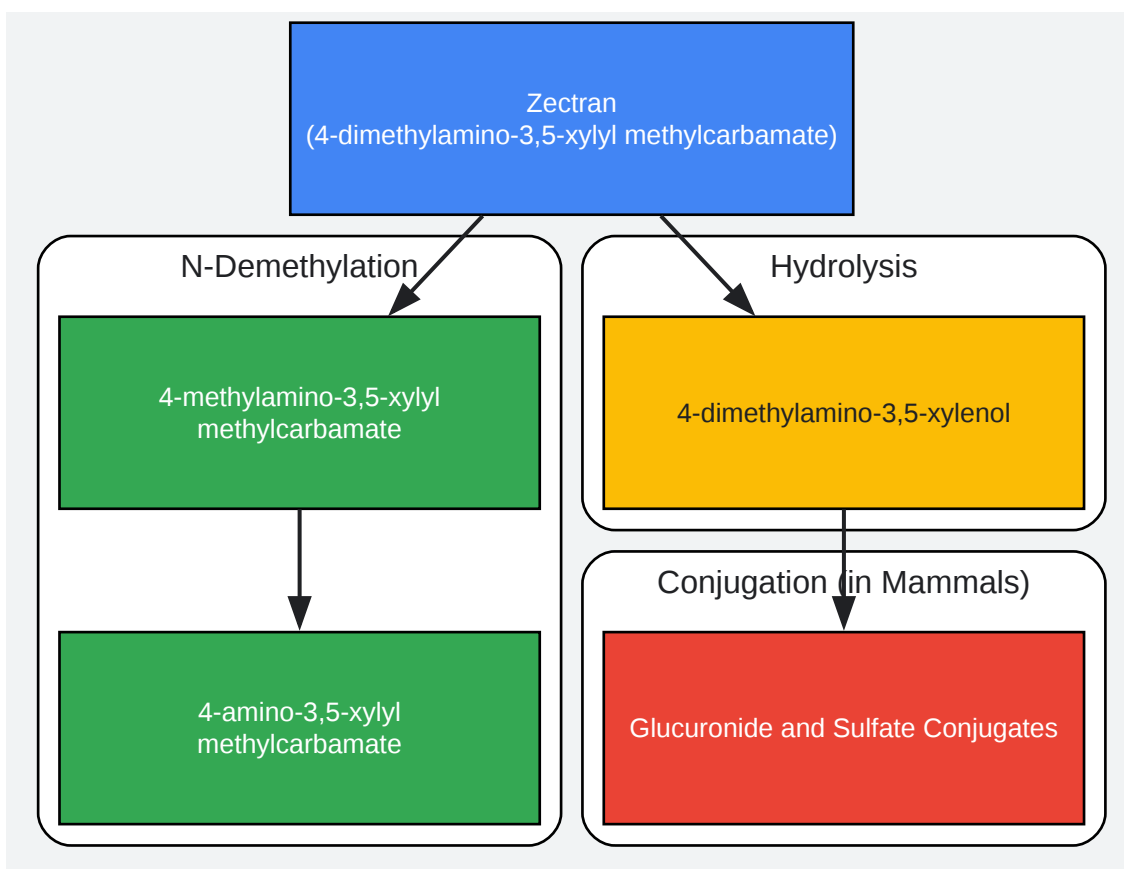 Zectran
(4-dimethylamino-3,5-xylyl methylcarbamate)
N-Demethylation
4-methylamino-3,5-xylyl
methylcarbamate
4-amino-3,5-xylyl
methylcarbamate
Hydrolysis
4-dimethylamino-3,5-xylenol
Conjugation (in Mammals)
Glucuronide and Sulfate Conjugates